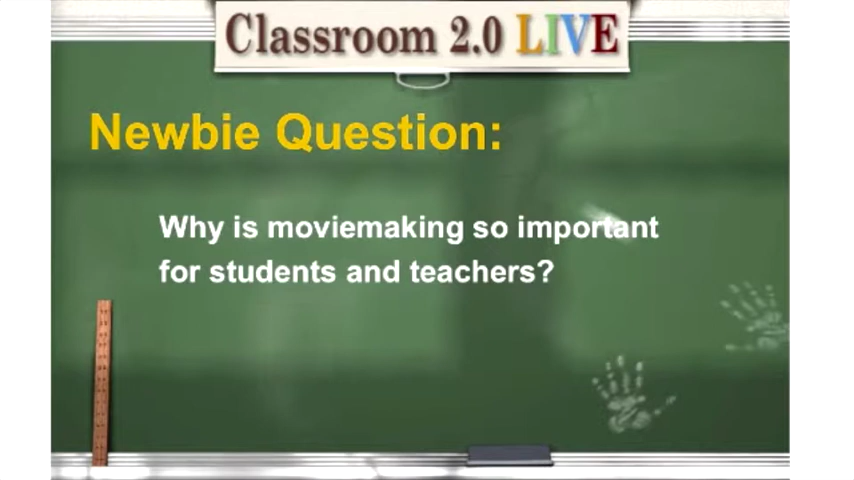 Classroom 2.0 LIVE
Newbie Question:
Why is moviemaking so important
for students and teachers?